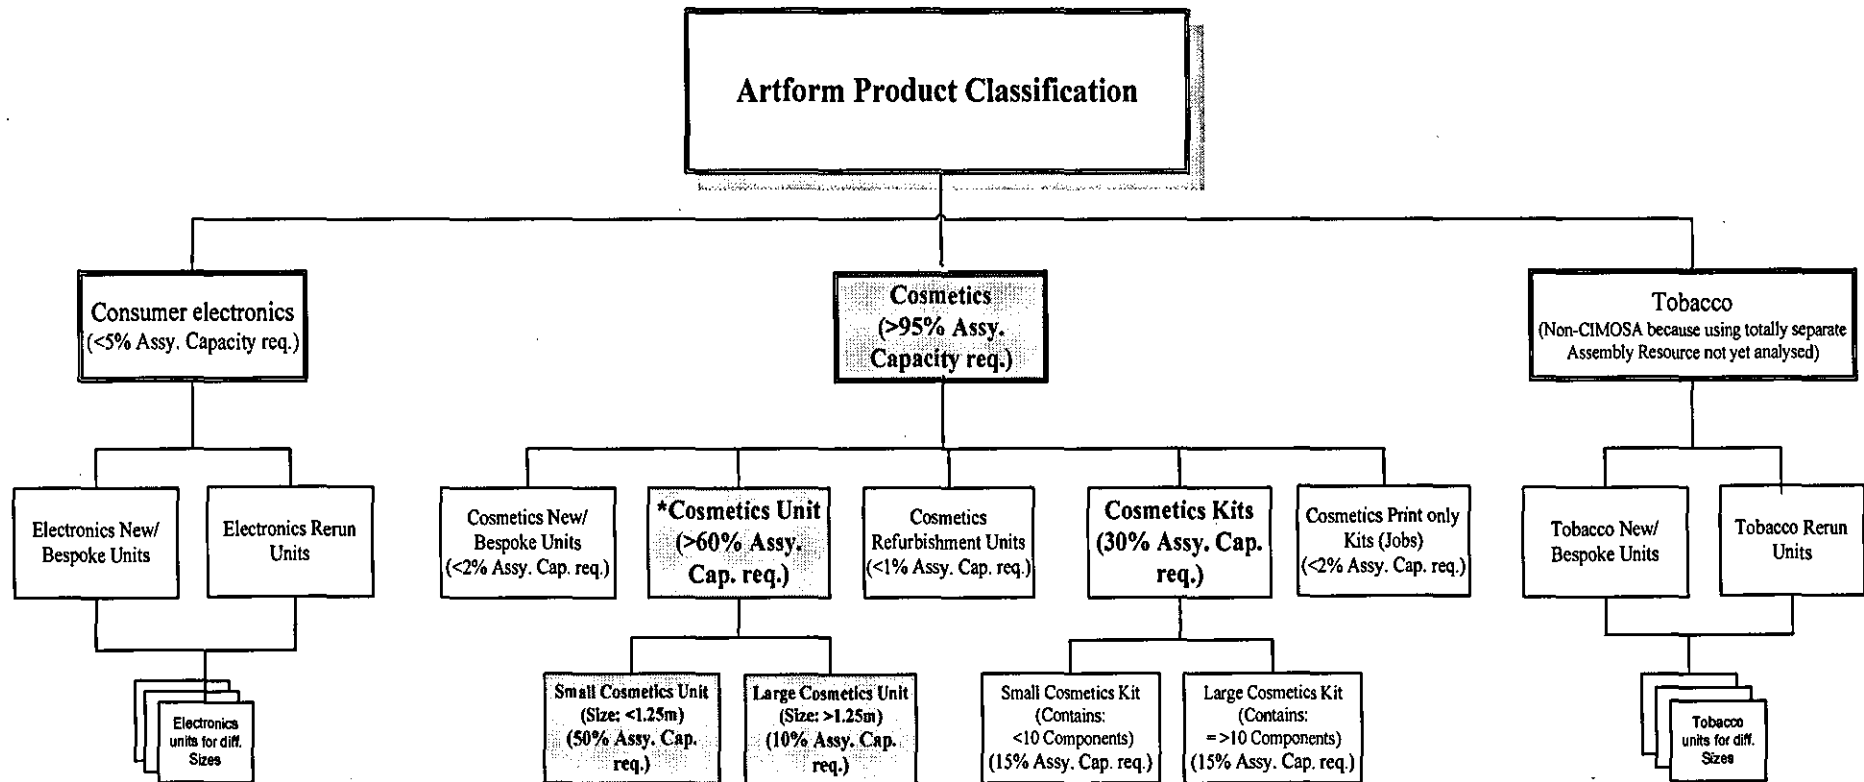 Artform Product Classification
Consumer electronics
(<5% Assy. Capacity req.)
Cosmetics
(>95% Assy.
Capacity req.)
Tobacco
(Non-CIMOSA because using totally separate
Assembly Resource not yet analysed)
Electronics New/
Bespoke Units
Electronics Rerun
Units
Cosmetics New/
Bespoke Units
(<2% Assy. Cap. req.)
*Cosmetics Unit
(>60% Assy.
Cap. req.)
Cosmetics
Refurbishment Units
(<1% Assy. Cap. req.)
Cosmetics Kits
(30% Assy. Cap.
req.)
Cosmetics Print only
Kits (Jobs)
(<2% Assy. Cap. req.)
Tobacco New/
Bespoke Units
Tobacco Rerun
Units
Electronics
units for diff.
Sizes
Small Cosmetics Unit
(Size: <1.25m)
(50% Assy. Cap.
req.)
Large Cosmetics Unit
(Size: >1.25m)
(10% Assy. Cap.
req.)
Small Cosmetics Kit
(Contains:
<10 Components)
(15% Assy. Cap. req.)
Large Cosmetics Kit
(Contains:
=>10 Components)
(15% Assy. Cap. req.)
Tobacco
units for diff.
Sizes